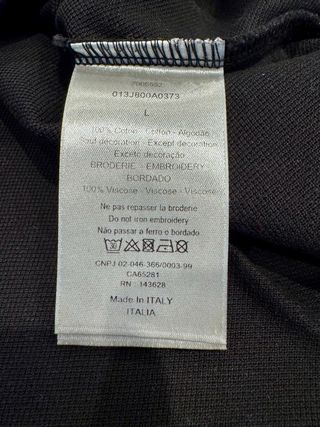 013J800A0373
L
100% Coton - Cotton - Algodão
Sauf decoration - Except decoration
Exceto decoração
BRODERIE - EMBROIDERY
BORDADO
100% Viscose - Viscose - Viscose
Ne pas repasser la broderie
Do not iron embroidery
Não passar a ferro o bordado
30
CNPJ 02-046-366/0003-99
CA65281
RN : 143628
Made In ITALY
ITALIA